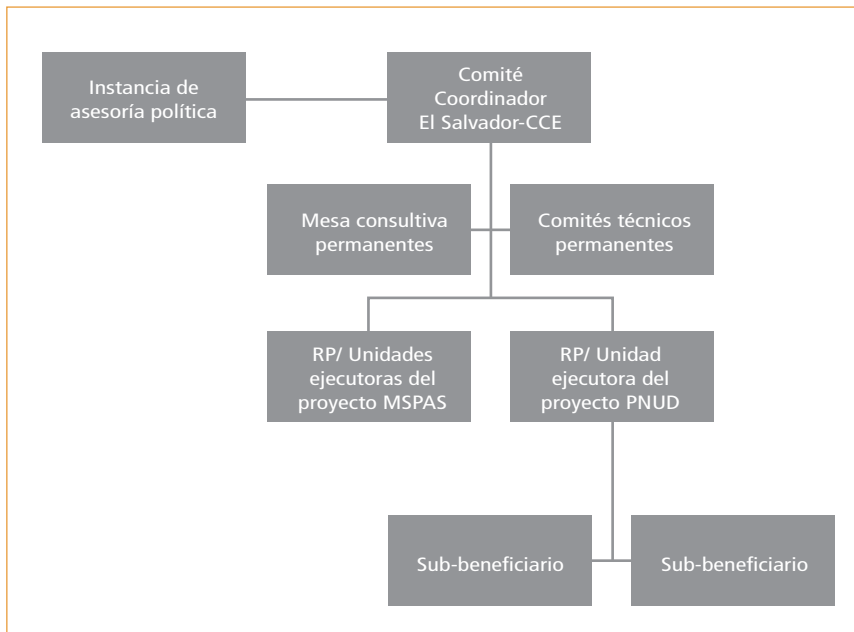 Instancia de
asesoría política
Comité
Coordinador
El Salvador-CCE
Mesa consultiva
permanentes
Comités técnicos
permanentes
RP/ Unidades
ejecutoras del
proyecto MSPAS
RP/ Unidad
ejecutora del
proyecto PNUD
Sub-beneficiario
Sub-beneficiario